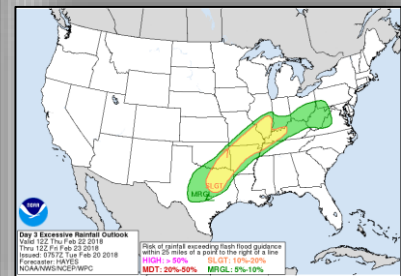 SLGT
SLGT
MRGL
NOAA
Day 3 Excessive Rainfall Outlook
Valid 12Z Thu Feb 22 2018
Thru 12Z Fri Feb 23 2018
Issued: 0757Z Tue Feb 20 2018
Forecaster: HAYES
NOAA/NWS/NCEP/WPC
Risk of rainfall exceeding flash flood guidance
within 25 miles of a point to the right of a line
HIGH: > 50% SLGT: 10%-20%
MDT: 20%-50% MRGL: 5%-10%